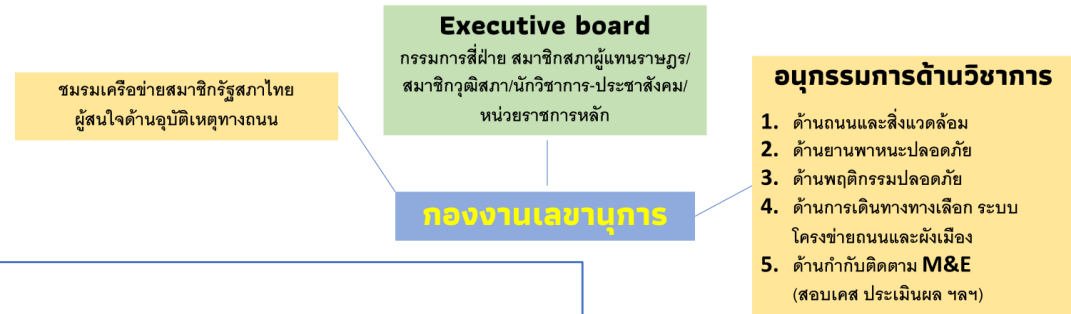 Executive board
กรรมการสี่ฝ่าย สมาชิกสภาผู้แทนราษฎร/
สมาชิกวุฒิสภา/นักวิชาการ-ประชาสังคม/
หน่วยราชการหลัก
ชมรมเครือข่ายสมาชิกรัฐสภาไทย
ผู้สนใจด้านอุบัติเหตุทางถนน
กองงานเลขานุการ
อนุกรรมการด้านวิชาการ
1. ด้านถนนและสิ่งแวดล้อม
2. ด้านยานพาหนะปลอดภัย
3. ด้านพฤติกรรมปลอดภัย
4. ด้านการเดินทางทางเลือก ระบบ
โครงข่ายถนนและผังเมือง
5. ด้านกำกับติดตาม M&E
(สอบเคส ประเมินผล ฯลฯ)